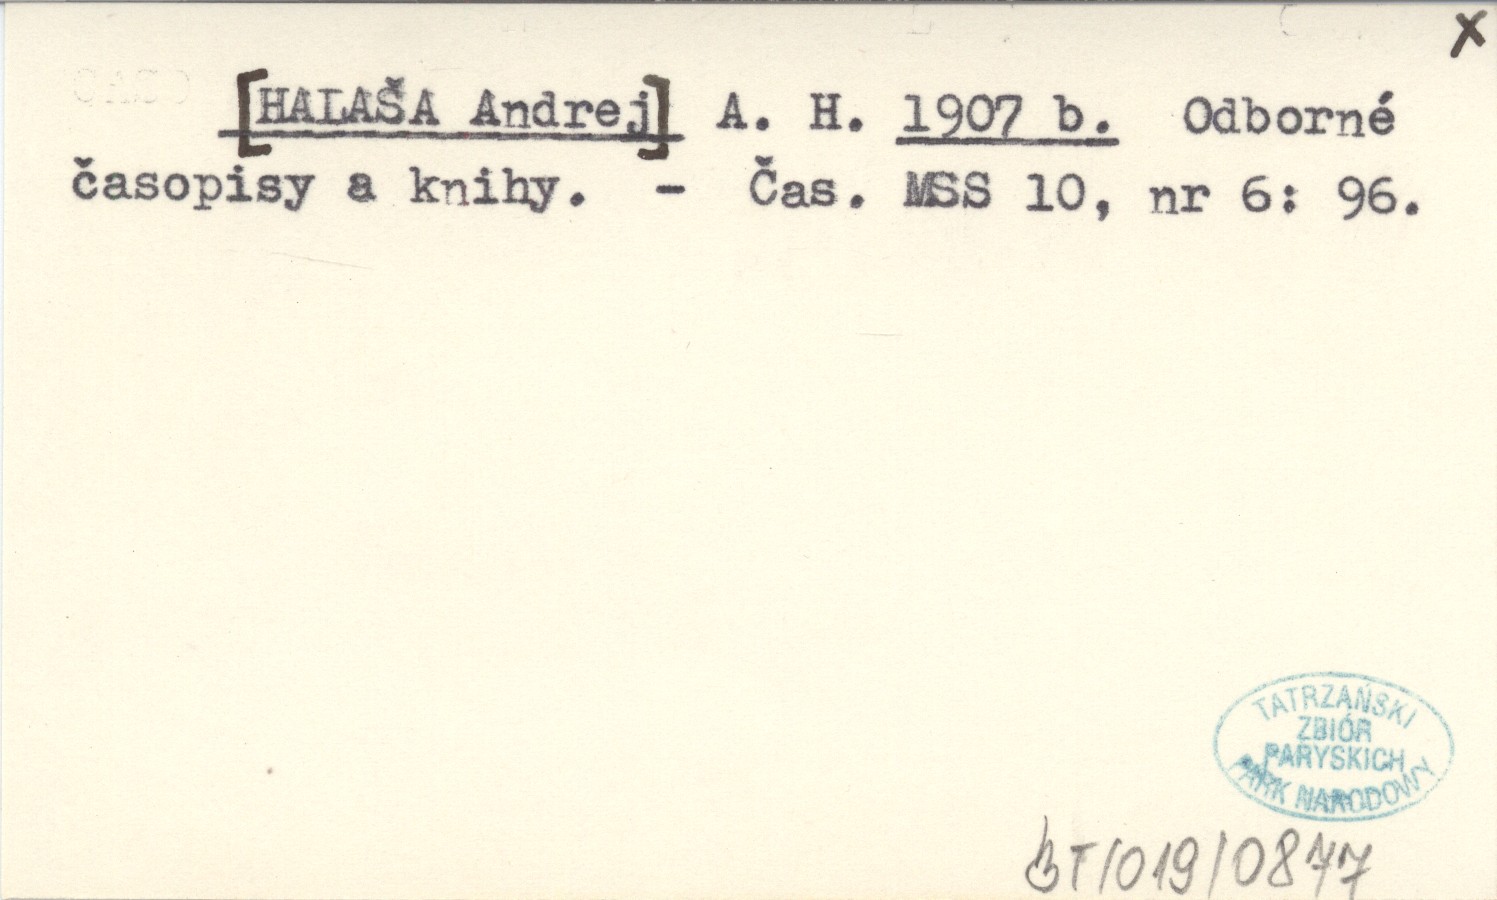 x
[HALAŠA Andrej] A. H. 1907 b. Odborné
časopisy a knihy. - Čas. MSS 10, nr 6: 96.
TATRZAŃSKI
ZBIÓR
PARYSKICH
PARK NARODOWY
BT/019/0877